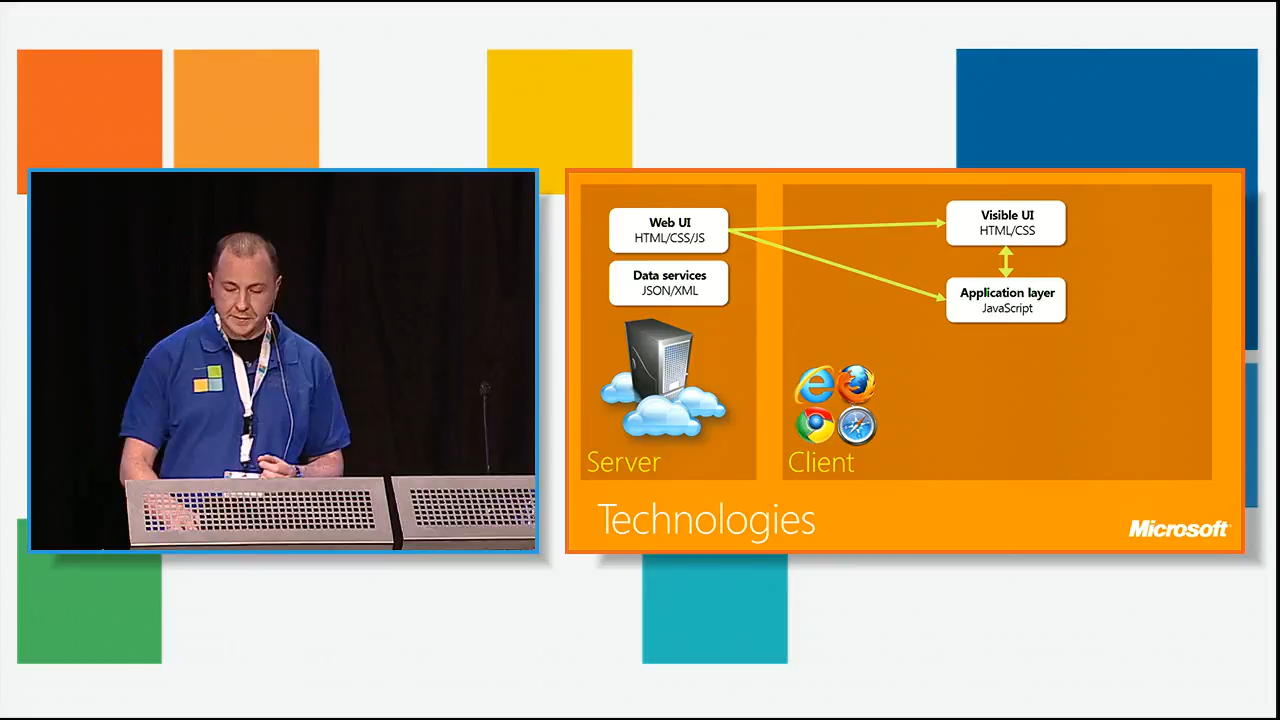 Web UI
HTML/CSS/JS
Data services
JSON/XML
Server
Visible UI
HTML/CSS
Application layer
JavaScript
Client
Technologies
Microsoft